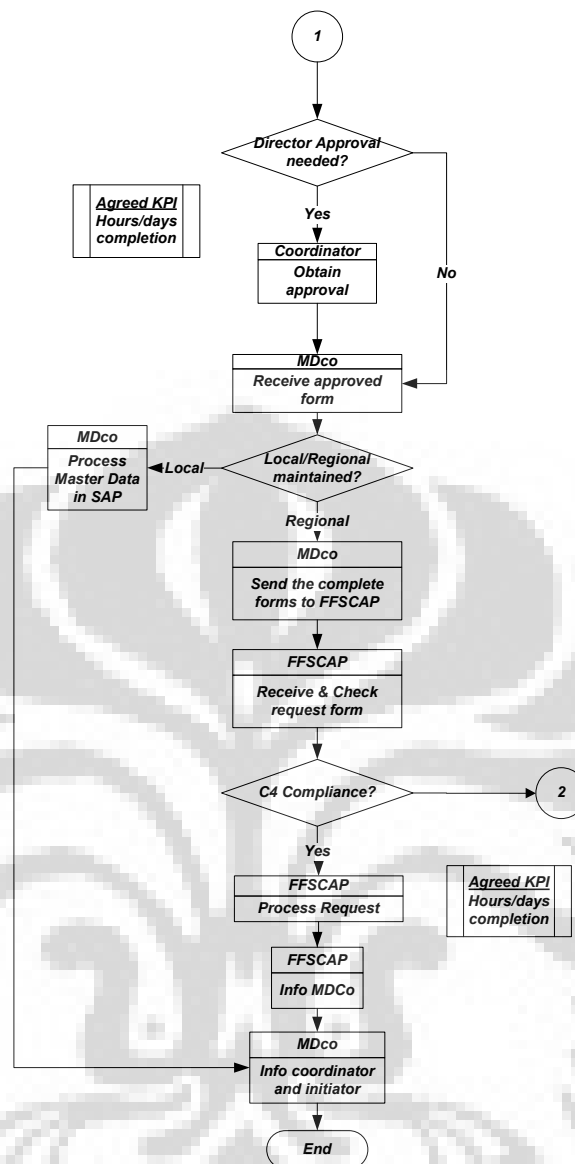 1
Director Approval
needed?
Agreed KPI
Hours/days
completion
Yes
No
Coordinator
Obtain
approval
MDco
Receive approved
form
MDco
Process
Master Data
in SAP
Local
Local/Regional
maintained?
Regional
MDco
Send the complete
forms to FFSCAP
FFSCAP
Receive & Check
request form
C4 Compliance?
2
Yes
FFSCAP
Process Request
Agreed KPI
Hours/days
completion
FFSCAP
Info MDCo
MDco
Info coordinator
and initiator
End